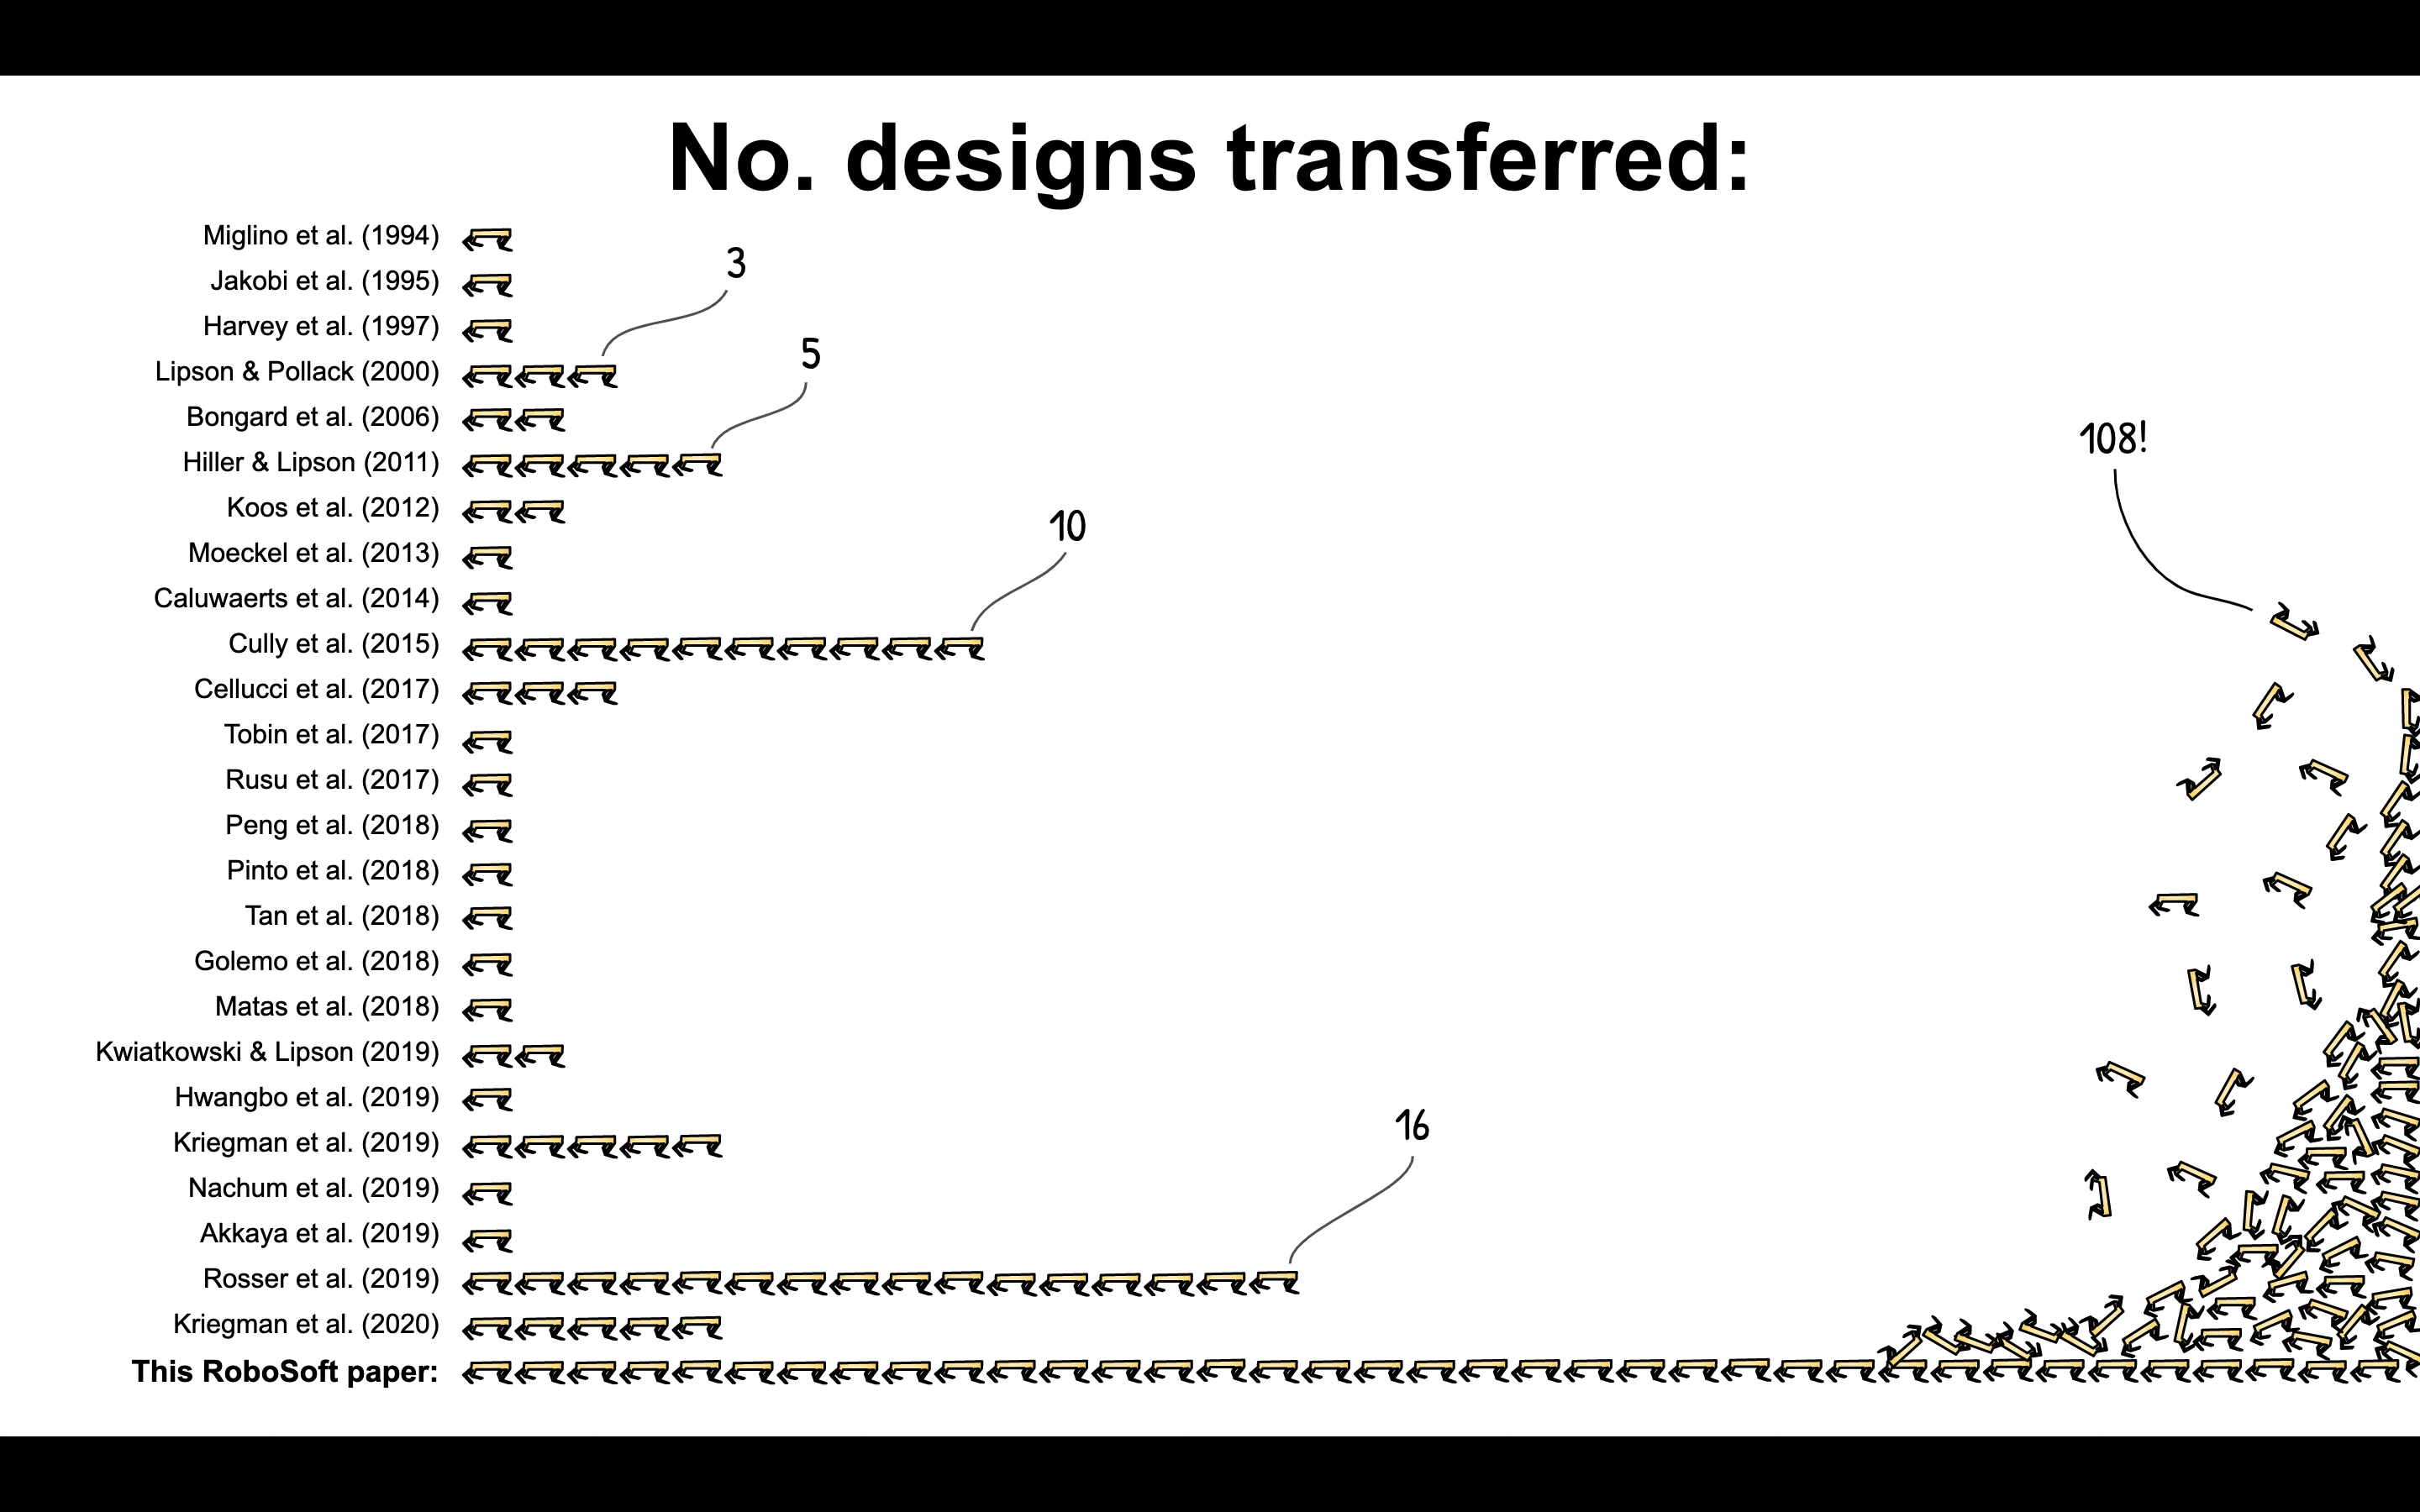 No. designs transferred:
Miglino et al. (1994)
3
Jakobi et al. (1995)
Harvey et al. (1997)
5
Lipson & Pollack (2000)
Bongard et al. (2006)
108!
Hiller & Lipson (2011)
Koos et al. (2012)
10
Moeckel et al. (2013)
Caluwaerts et al. (2014)
Cully et al. (2015)
Cellucci et al. (2017)
Tobin et al. (2017)
Rusu et al. (2017)
Peng et al. (2018)
Pinto et al. (2018)
Tan et al. (2018)
Golemo et al. (2018)
Matas et al. (2018)
Kwiatkowski & Lipson (2019)
Hwangbo et al. (2019)
16
Kriegman et al. (2019)
Nachum et al. (2019)
Akkaya et al. (2019)
Rosser et al. (2019)
Kriegman et al. (2020)
This RoboSoft paper: